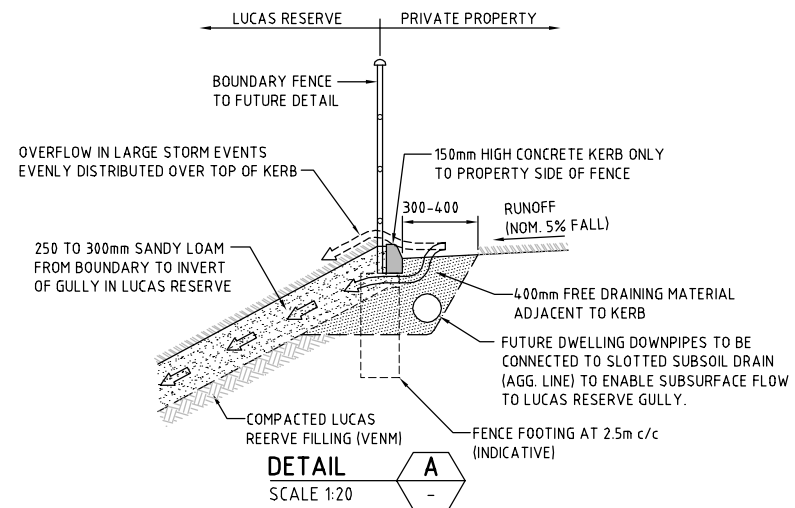 LUCAS RESERVE
PRIVATE PROPERTY
BOUNDARY FENCE
TO FUTURE DETAIL
OVERFLOW IN LARGE STORM EVENTS
EVENLY DISTRIBUTED OVER TOP OF KERB
150mm HIGH CONCRETE KERB ONLY
TO PROPERTY SIDE OF FENCE
300-400
RUNOFF
(NOM. 5% FALL)
250 TO 300mm SANDY LOAM
FROM BOUNDARY TO INVERT
OF GULLY IN LUCAS RESERVE
400mm FREE DRAINING MATERIAL
ADJACENT TO KERB
FUTURE DWELLING DOWNPIPES TO BE
CONNECTED TO SLOTTED SUBSOIL DRAIN
(AGG. LINE) TO ENABLE SUBSURFACE FLOW
TO LUCAS RESERVE GULLY.
COMPACTED LUCAS
REERVE FILLING (VENM)
FENCE FOOTING AT 2.5m c/c
(INDICATIVE)
DETAIL
A
SCALE 1:20
-